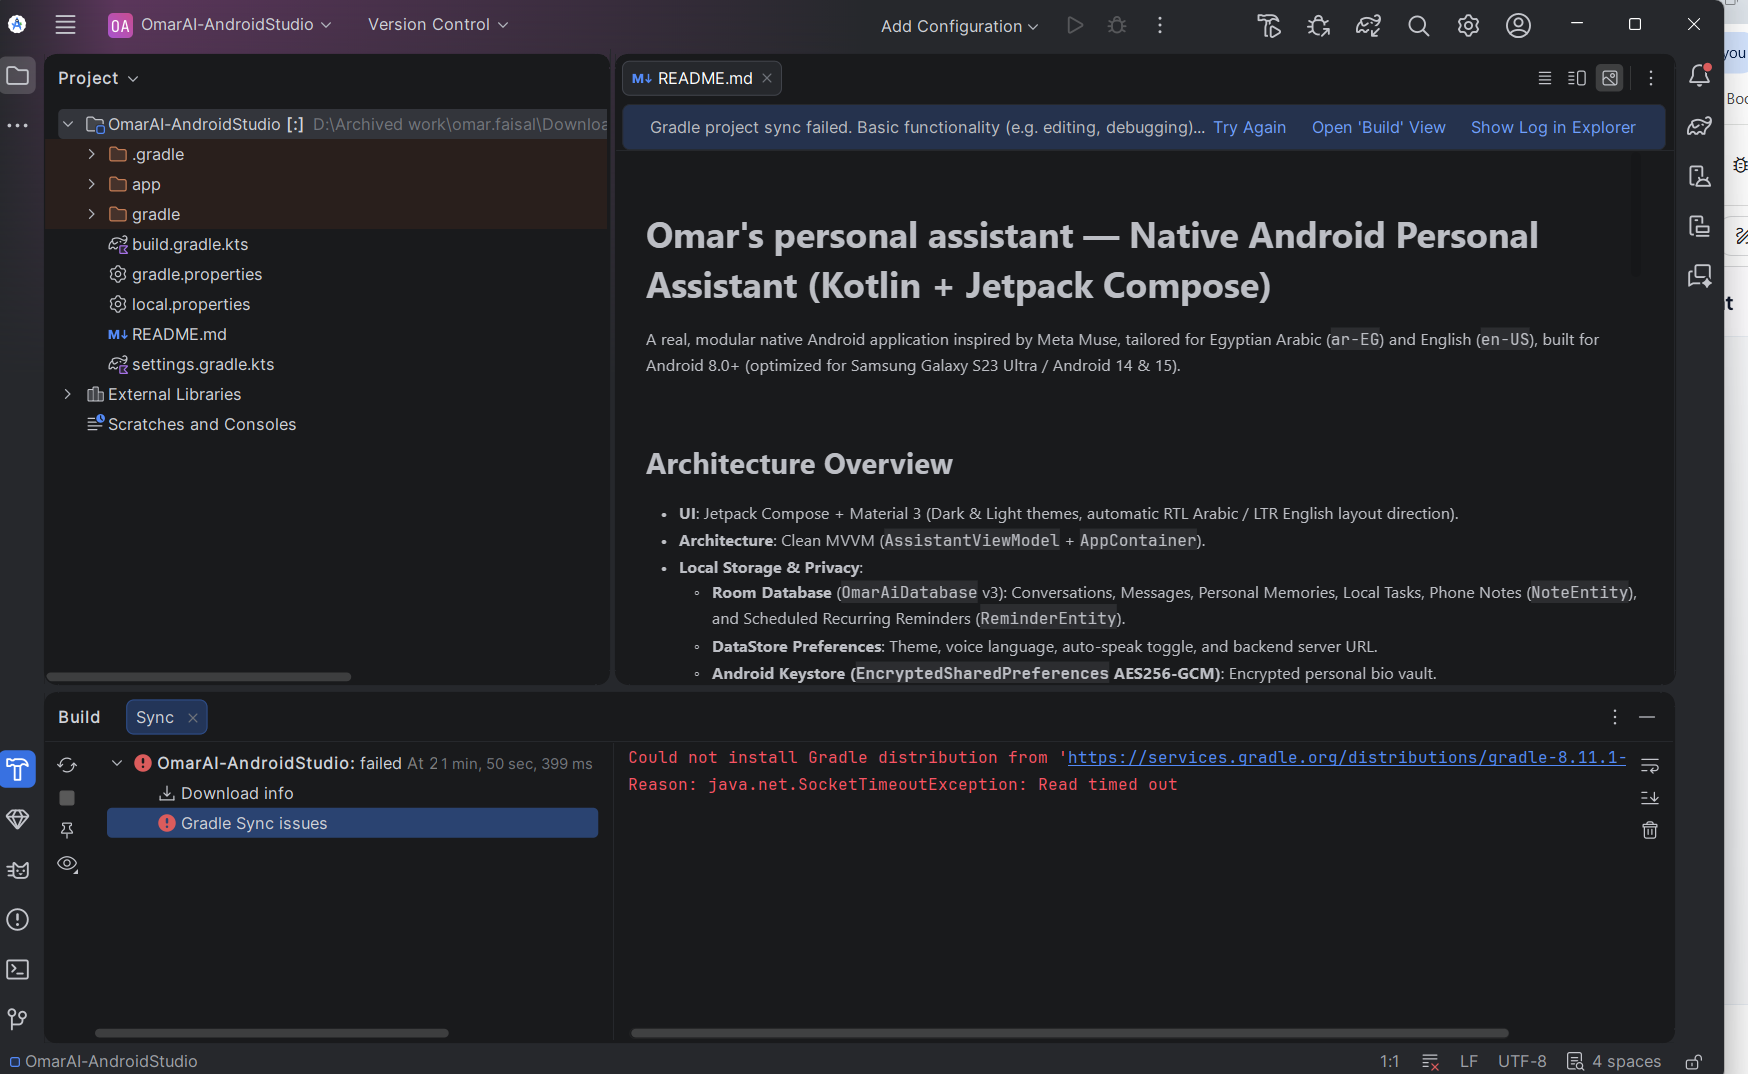 OA OmarAI-AndroidStudio Version Control Add Configuration
Project
README.md
you
OmarAI-AndroidStudio [:] D:\Archived work\omar.faisal\Downloa
Boo
Gradle project sync failed. Basic functionality (e.g. editing, debugging)... Try Again Open 'Build' View Show Log in Explorer
.gradle
app
gradle
build.gradle.kts
gradle.properties
local.properties
M↓ README.md
settings.gradle.kts
External Libraries
Scratches and Consoles
Omar's personal assistant — Native Android Personal
Assistant (Kotlin + Jetpack Compose)
A real, modular native Android application inspired by Meta Muse, tailored for Egyptian Arabic (ar-EG) and English (en-US), built for
Android 8.0+ (optimized for Samsung Galaxy S23 Ultra / Android 14 & 15).
Architecture Overview
• UI: Jetpack Compose + Material 3 (Dark & Light themes, automatic RTL Arabic / LTR English layout direction).
• Architecture: Clean MVVM (AssistantViewModel + AppContainer).
• Local Storage & Privacy:
◦ Room Database (OmarAiDatabase v3): Conversations, Messages, Personal Memories, Local Tasks, Phone Notes (NoteEntity),
and Scheduled Recurring Reminders (ReminderEntity).
◦ DataStore Preferences: Theme, voice language, auto-speak toggle, and backend server URL.
◦ Android Keystore (EncryptedSharedPreferences AES256-GCM): Encrypted personal bio vault.
Build Sync
OmarAI-AndroidStudio: failed At 2 1 min, 50 sec, 399 ms
Download info
Gradle Sync issues
Could not install Gradle distribution from 'https://services.gradle.org/distributions/gradle-8.11.1-
Reason: java.net.SocketTimeoutException: Read timed out
OmarAI-AndroidStudio 1:1 LF UTF-8 4 spaces